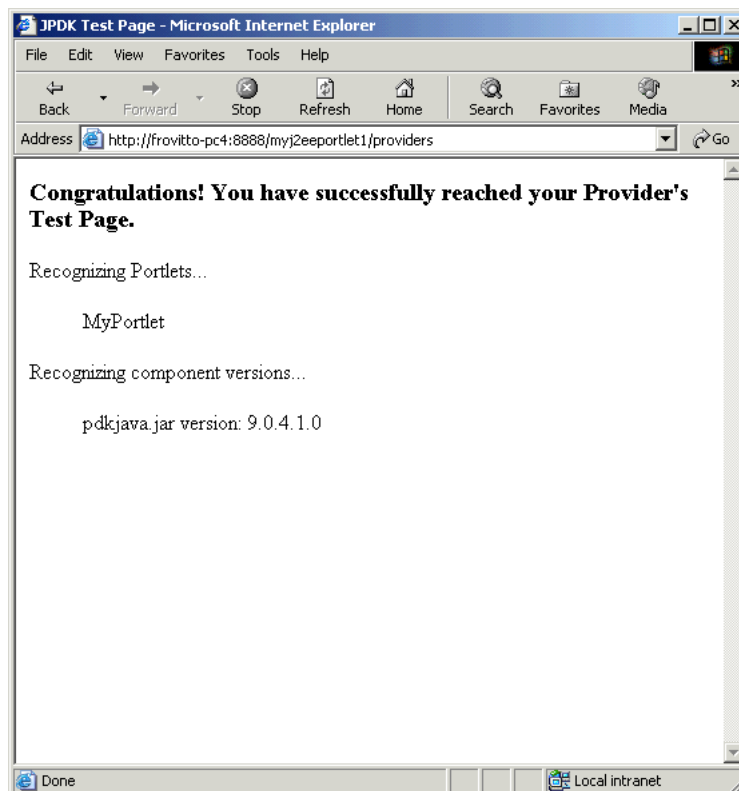 JPDK Test Page - Microsoft Internet Explorer
File Edit View Favorites Tools Help
Back Forward Stop Refresh Home Search Favorites Media »
Address http://frovitto-pc4:8888/myj2eeportlet1/providers Go
Congratulations! You have successfully reached your Provider's
Test Page.
Recognizing Portlets...
MyPortlet
Recognizing component versions...
pdkjava.jar version: 9.0.4.1.0
Done Local intranet